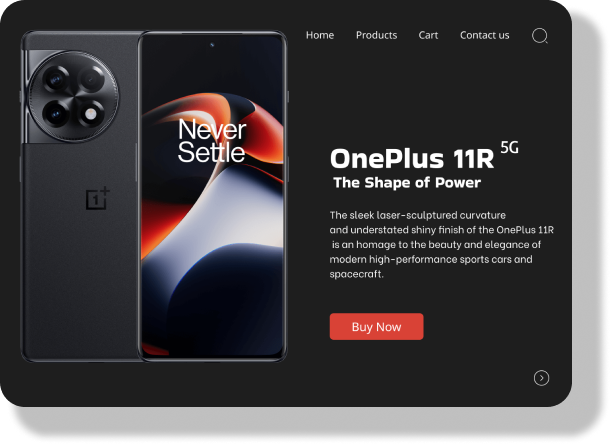 Home Products Cart Contact us
Never
Settle
OnePlus 11R 5G
The Shape of Power
The sleek laser-sculptured curvature
and understated shiny finish of the OnePlus 11R
is an homage to the beauty and elegance of
modern high-performance sports cars and
spacecraft.
Buy Now
1+